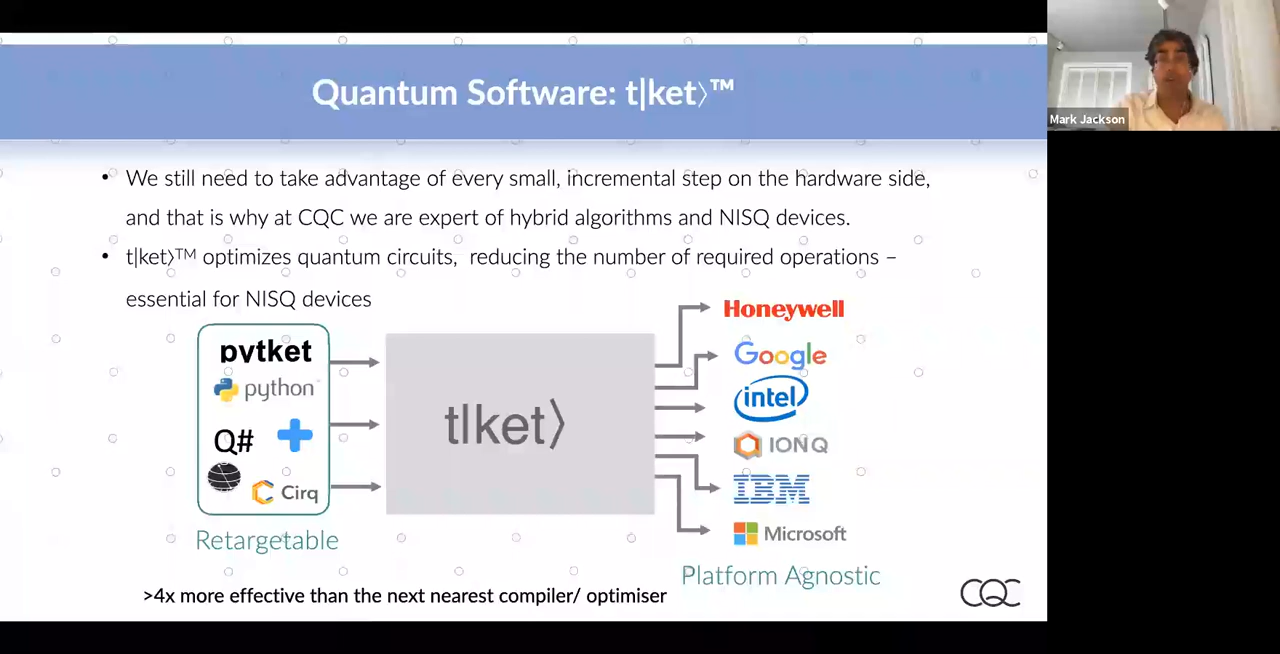 Quantum Software: t|ket⟩™
Mark Jackson
• We still need to take advantage of every small, incremental step on the hardware side,
and that is why at CQC we are expert of hybrid algorithms and NISQ devices.
• t|ket⟩™ optimizes quantum circuits, reducing the number of required operations –
essential for NISQ devices
pytket
python
Q#
Cirq
Retargetable
t|ket⟩
Honeywell
Google
intel
IONQ
IBM
Microsoft
Platform Agnostic
>4x more effective than the next nearest compiler/ optimiser
CQC